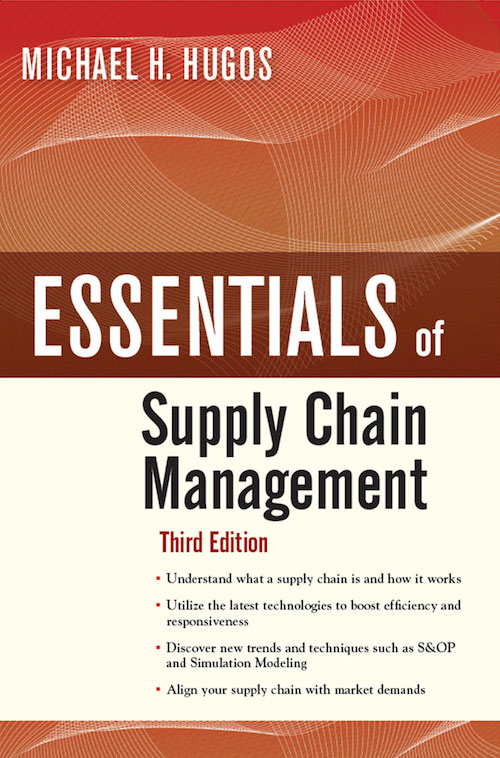 MICHAEL H. HUGOS
ESSENTIALS of
Supply Chain
Management
Third Edition
▪ Understand what a supply chain is and how it works
▪ Utilize the latest technologies to boost efficiency and
responsiveness
▪ Discover new trends and techniques such as S&OP
and Simulation Modeling
▪ Align your supply chain with market demands